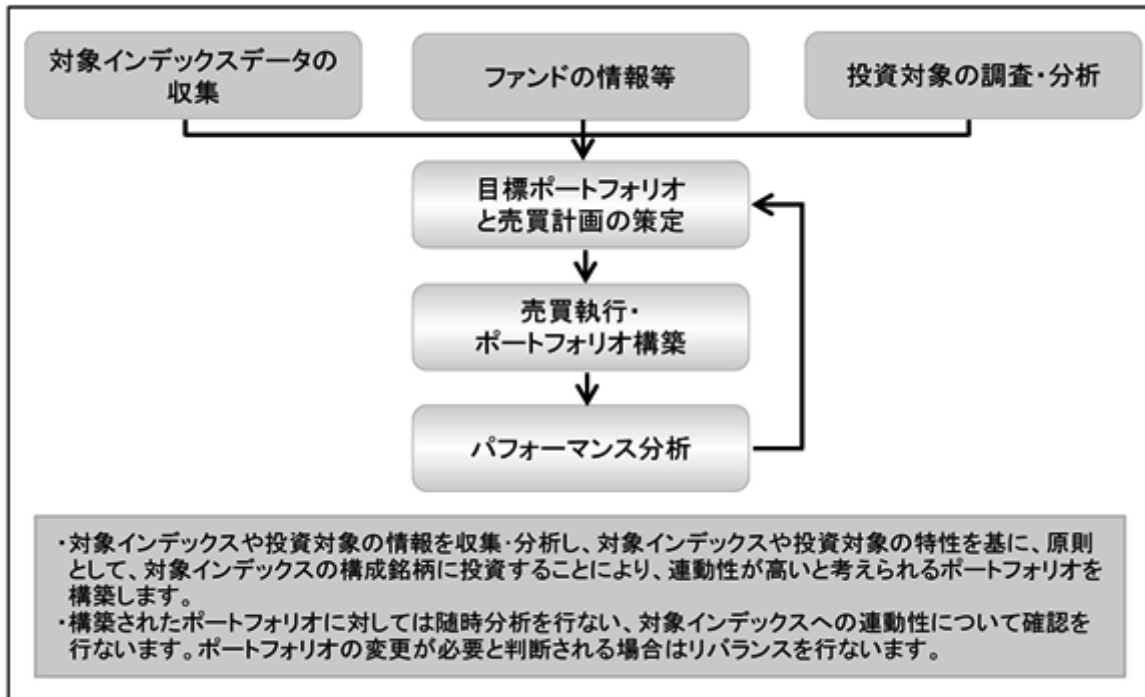 対象インデックスデータの
収集
ファンドの情報等
投資対象の調査・分析
目標ポートフォリオ
と売買計画の策定
売買執行・
ポートフォリオ構築
パフォーマンス分析
・対象インデックスや投資対象の情報を収集・分析し、対象インデックスや投資対象の特性を基に、原則
として、対象インデックスの構成銘柄に投資することにより、連動性が高いと考えられるポートフォリオを
構築します。
・構築されたポートフォリオに対しては随時分析を行ない、対象インデックスへの連動性について確認を
行ないます。ポートフォリオの変更が必要と判断される場合はリバランスを行ないます。